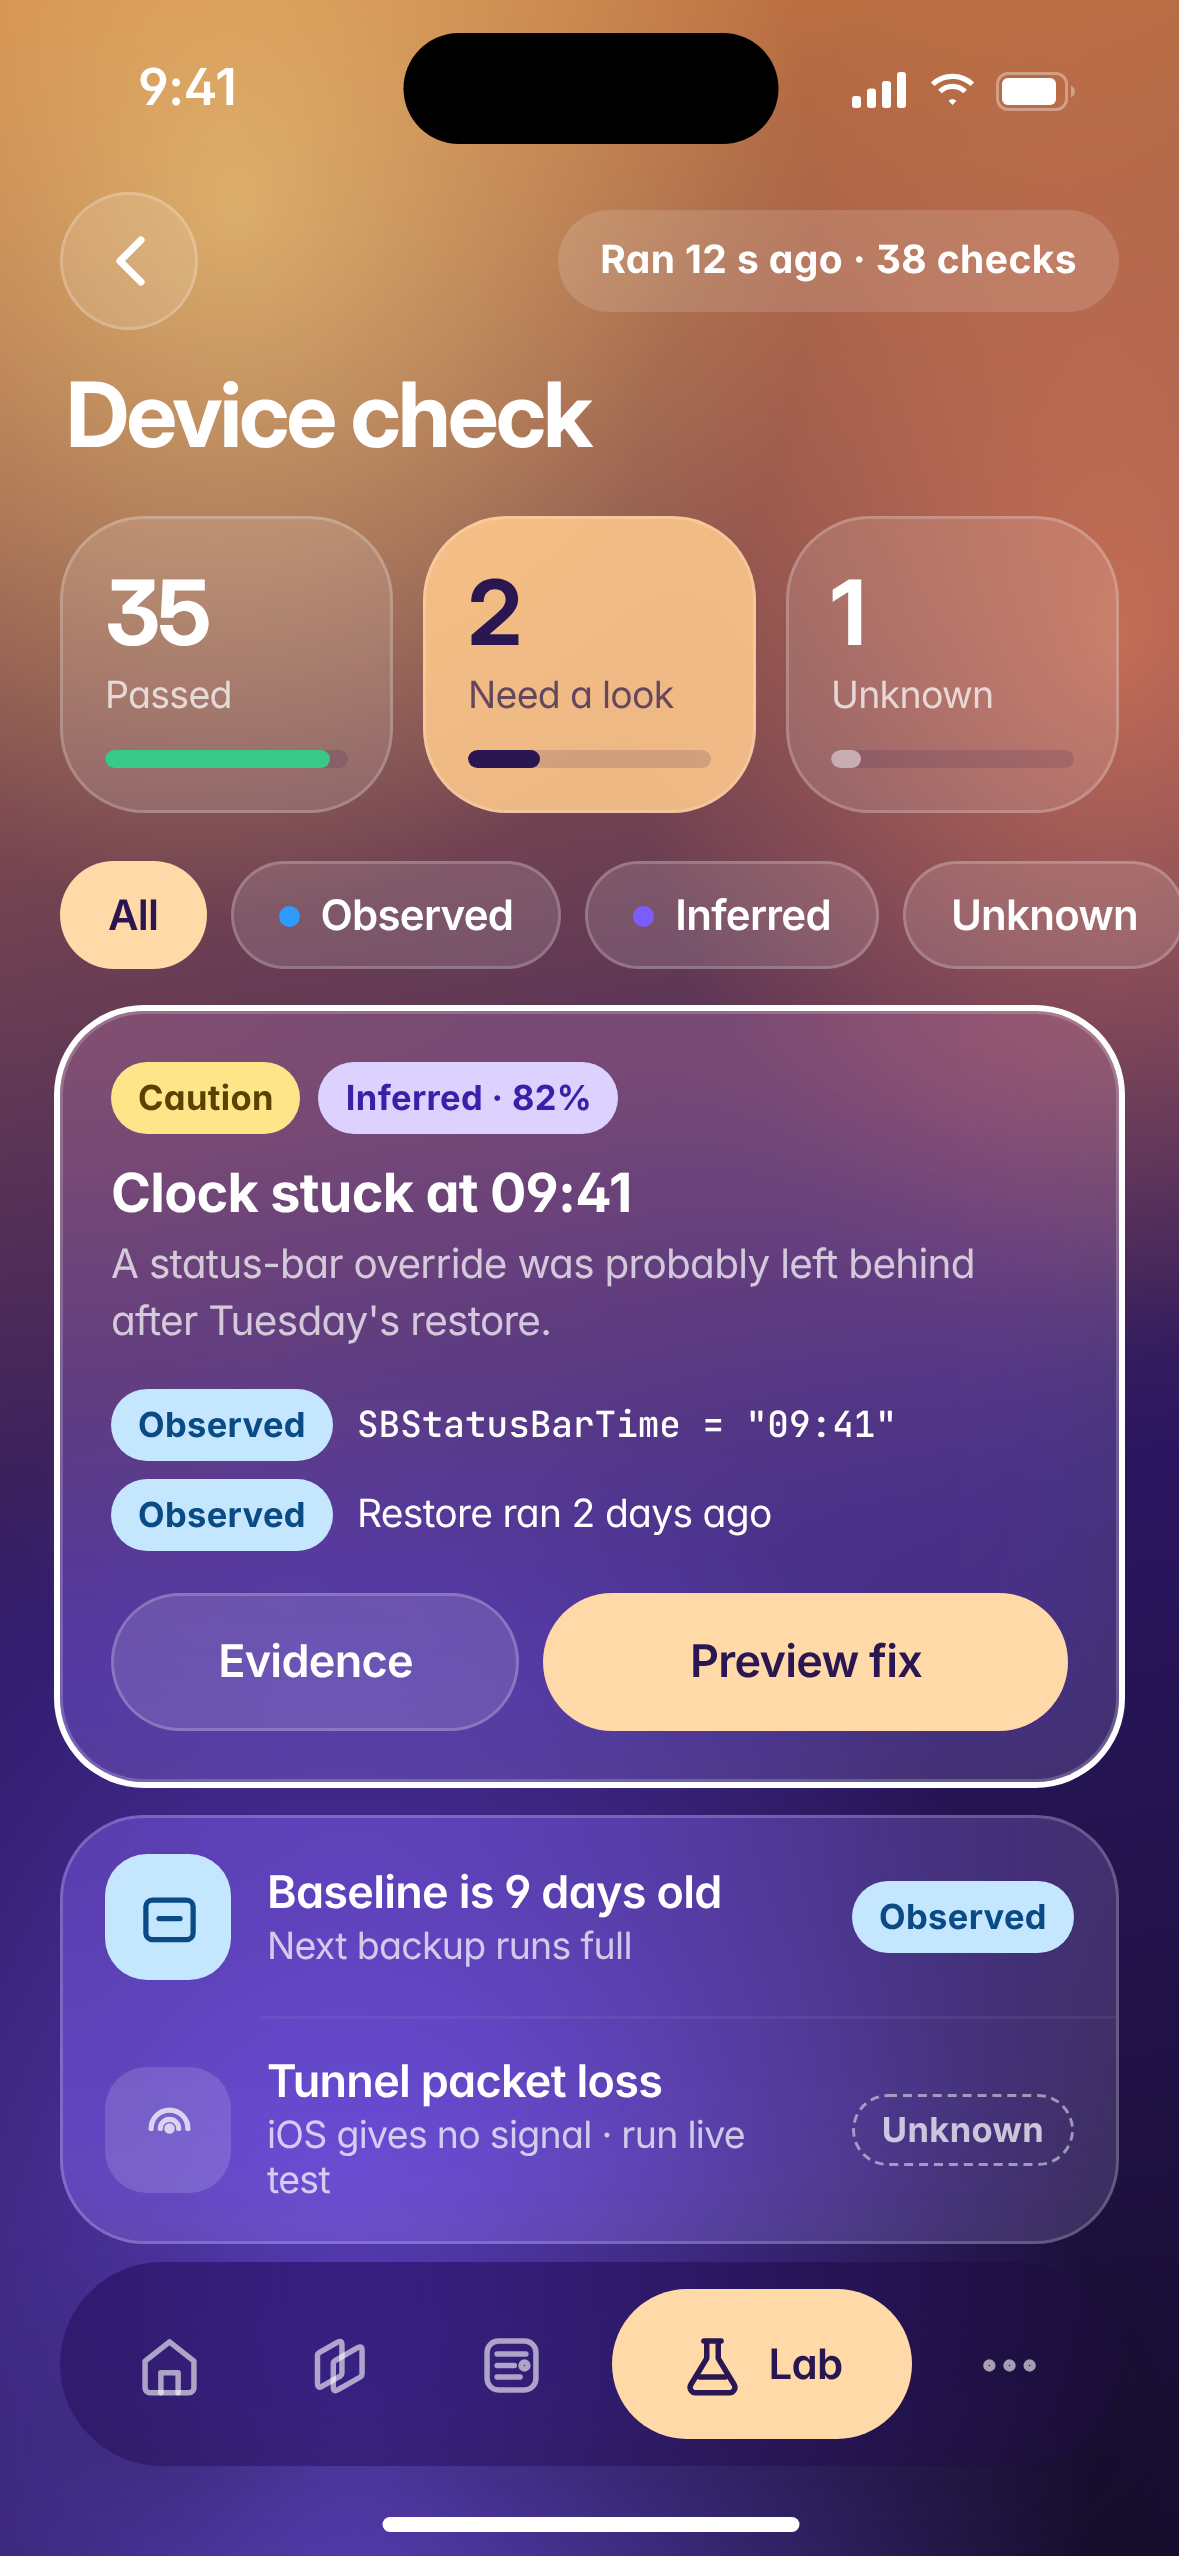 9:41
Ran 12 s ago · 38 checks
Device check
35
Passed
2
Need a look
1
Unknown
All
Observed
Inferred
Unknown
Caution
Inferred · 82%
Clock stuck at 09:41
A status-bar override was probably left behind
after Tuesday's restore.
Observed
SBStatusBarTime = "09:41"
Observed
Restore ran 2 days ago
Evidence
Preview fix
Baseline is 9 days old
Next backup runs full
Observed
Tunnel packet loss
iOS gives no signal · run live
test
Unknown
Lab